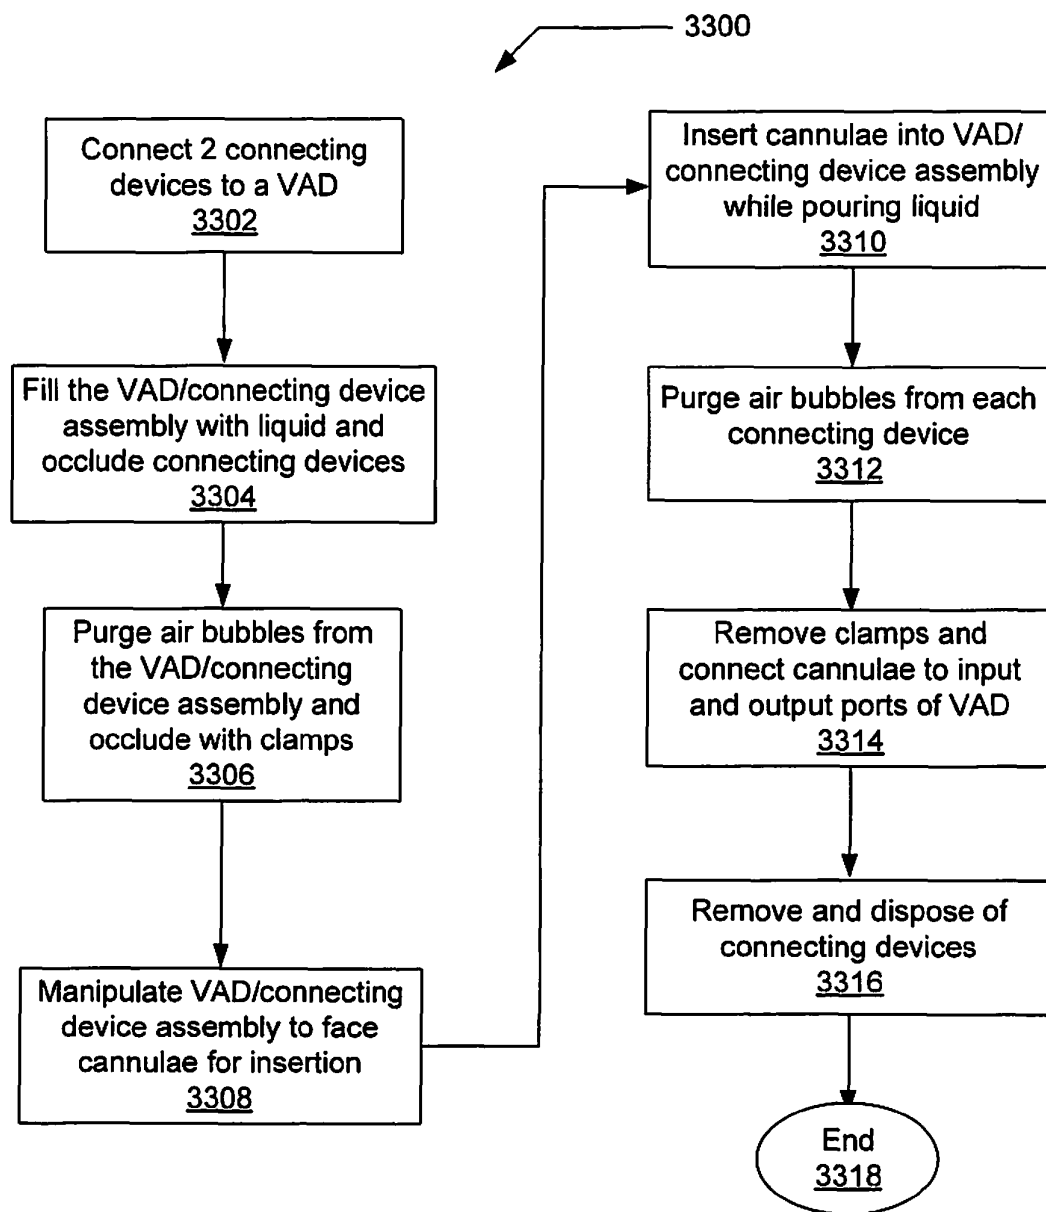 3300
Connect 2 connecting
devices to a VAD
3302
Fill the VAD/connecting device
assembly with liquid and
occlude connecting devices
3304
Purge air bubbles from
the VAD/connecting
device assembly and
occlude with clamps
3306
Manipulate VAD/connecting
device assembly to face
cannulae for insertion
3308
Insert cannulae into VAD/
connecting device assembly
while pouring liquid
3310
Purge air bubbles from each
connecting device
3312
Remove clamps and
connect cannulae to input
and output ports of VAD
3314
Remove and dispose of
connecting devices
3316
End
3318